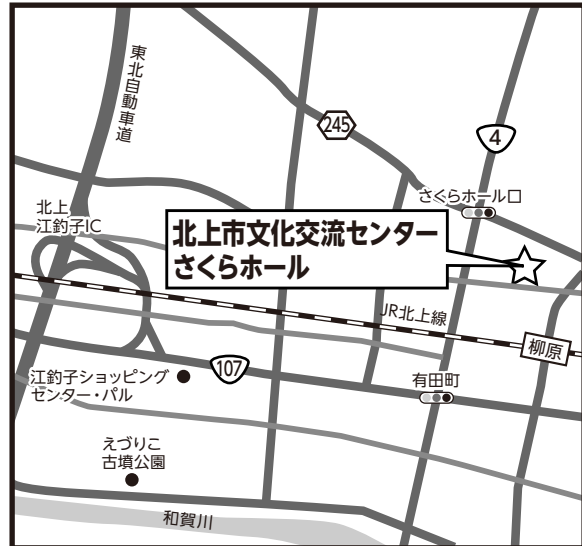 東北自動車道
245
4
さくらホール口
北上
江釣子IC
北上市文化交流センター
さくらホール
JR北上線
柳原
107
江釣子ショッピング
センター・パル
有田町
えづりこ
古墳公園
和賀川